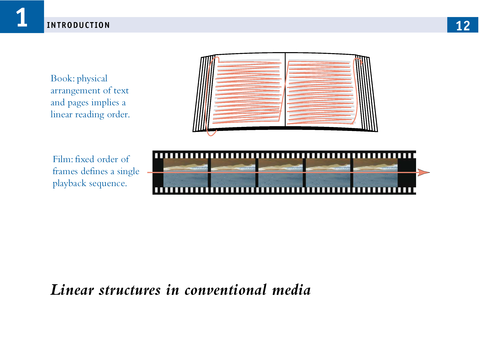 1
INTRODUCTION
12
Book: physical
arrangement of text
and pages implies a
linear reading order.
Film: fixed order of
frames defines a single
playback sequence.
Linear structures in conventional media